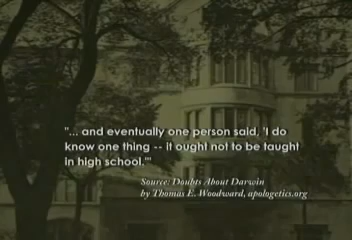 "... and eventually one person said, 'I do
know one thing -- it ought not to be taught
in high school.'"
Source: Doubts About Darwin
by Thomas E. Woodward, apologetics.org